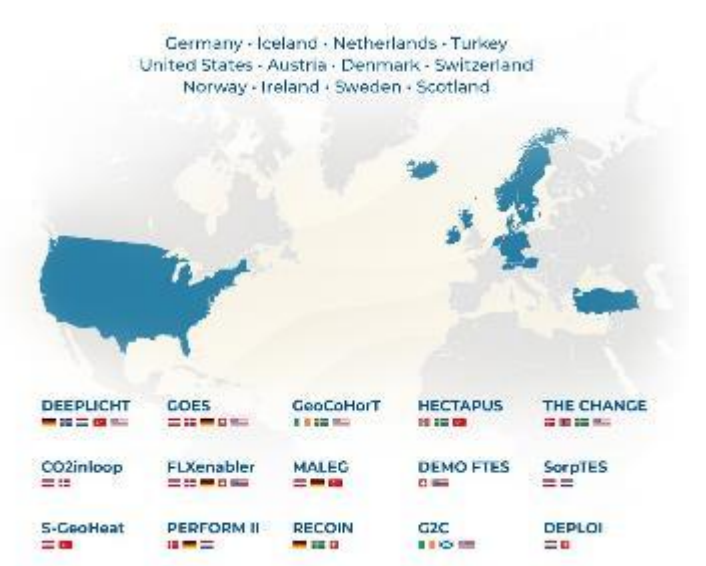 Germany · Iceland · Netherlands · Turkey
United States · Austria · Denmark · Switzerland
Norway · Ireland · Sweden · Scotland
DEEPLICHT GOES GeoCoHorT HECTAPUS THE CHANGE
CO2inloop FLXenabler MALEG DEMO FTES SorpTES
S-GeoHeat PERFORM II RECOIN G2C DEPLOI